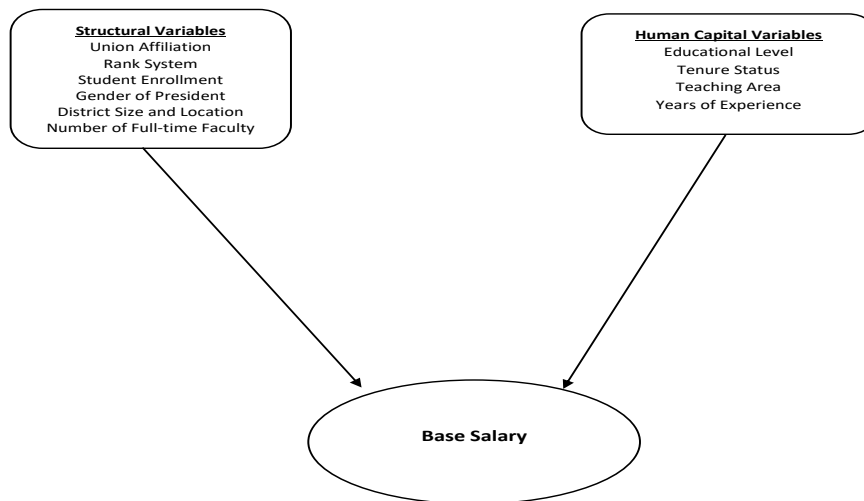 Structural Variables
Union Affiliation
Rank System
Student Enrollment
Gender of President
District Size and Location
Number of Full-time Faculty
Human Capital Variables
Educational Level
Tenure Status
Teaching Area
Years of Experience
Base Salary